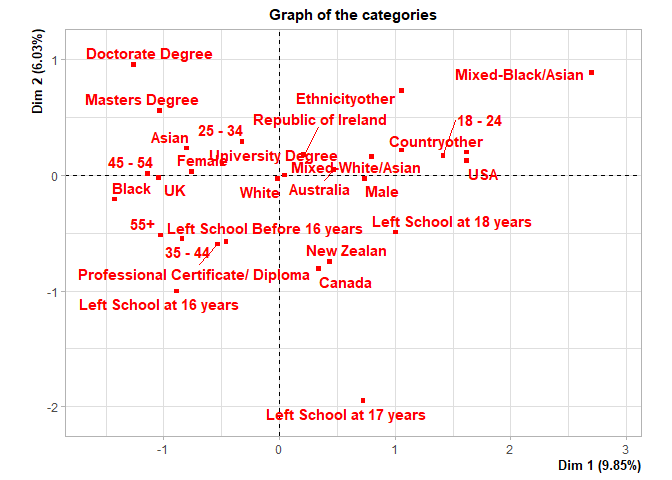 Graph of the categories
Dim 2 (6.03%)
Doctorate Degree
Mixed-Black/Asian
Masters Degree
Ethnicityother
Republic of Ireland
18 - 24
25 - 34
Asian
Countryother
University Degree
45 - 54
Female
Mixed-White/Asian
USA
Black
UK
White
Australia
Male
55+
Left School Before 16 years
Left School at 18 years
35 - 44
New Zealan
Professional Certificate/ Diploma
Canada
Left School at 16 years
Left School at 17 years
1
0
-1
-2
-1
0
1
2
3
Dim 1 (9.85%)